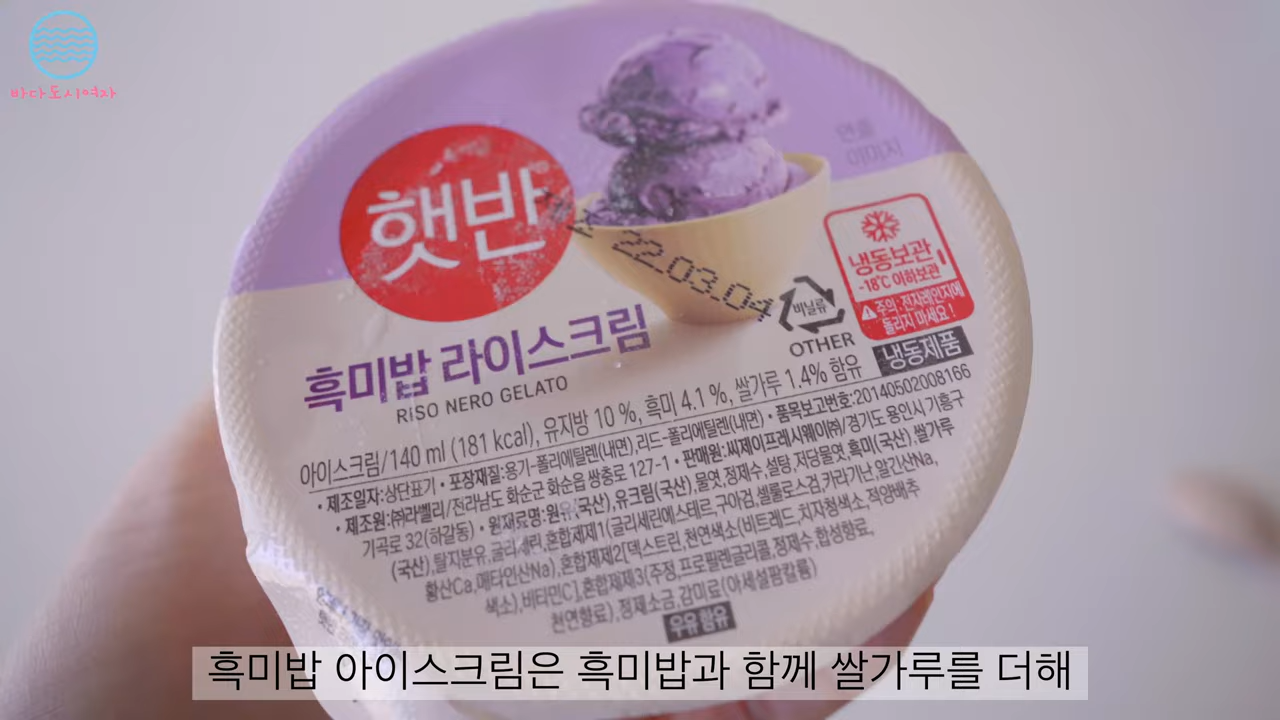 바다도시여자
연출
이미지
햇반
22.03.04
냉동보관
-18℃ 이하보관
주의:전자레인지에
돌리지 마세요!
비닐류
OTHER
냉동제품
흑미밥 라이스크림
RISO NERO GELATO
아이스크림/140 ml (181 kcal), 유지방 10 %, 흑미 4.1 %, 쌀가루 1.4% 함유
• 제조일자:상단표기 • 포장재질:용기-폴리에틸렌(내면),리드-폴리에틸렌(내면) • 품목보고번호:20140502008166
• 제조원:㈜라벨리/전라남도 화순군 화순읍 쌍충로 127-1 • 판매원:씨제이프레시웨이㈜/경기도 용인시 기흥구
기곡로 32(하갈동) • 원재료명:원유(국산),유크림(국산),물엿,정제수,설탕,저당물엿,흑미(국산),쌀가루
(국산),탈지분유,글리세린,혼합제제1(글리세린에스테르,구아검,셀룰로스검,카라기난,알긴산Na,
황산Ca,메타인산Na),혼합제제2[덱스트린,천연색소(비트레드,치자청색소,적양배추
색소),비타민C],혼합제제3(주정,프로필렌글리콜,정제수,합성향료,
천연향료),정제소금,감미료(아세설팜칼륨)
우유 함유
흑미밥 아이스크림은 흑미밥과 함께 쌀가루를 더해